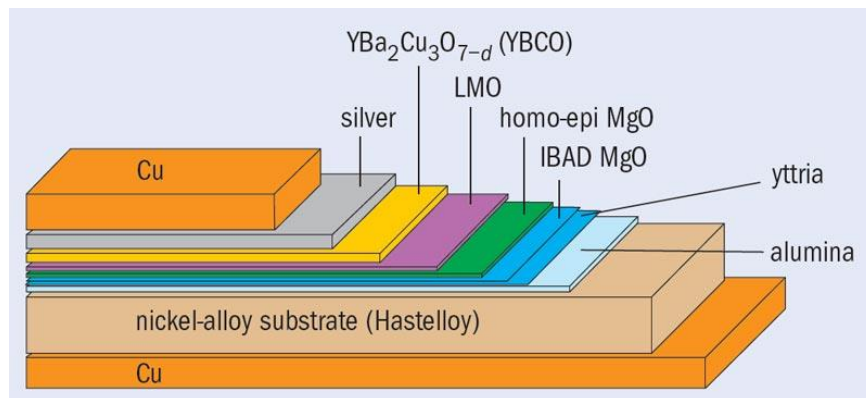 YBa₂Cu₃O₇₋d (YBCO)
LMO
silver
homo-epi MgO
IBAD MgO
Cu
yttria
alumina
nickel-alloy substrate (Hastelloy)
Cu